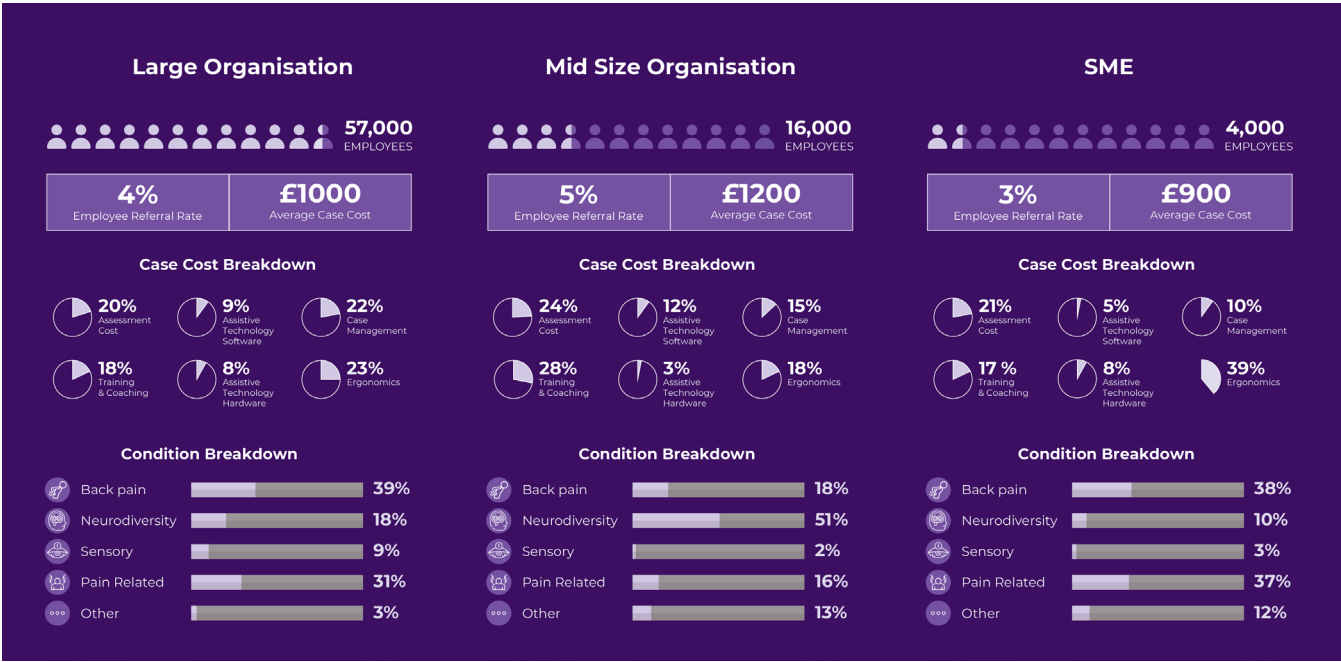 Large Organisation
57,000
EMPLOYEES
4%
Employee Referral Rate
£1000
Average Case Cost
Case Cost Breakdown
20%
Assessment
Cost
9%
Assistive
Technology
Software
22%
Case
Management
18%
Training
& Coaching
8%
Assistive
Technology
Hardware
23%
Ergonomics
Condition Breakdown
Back pain 39%
Neurodiversity 18%
Sensory 9%
Pain Related 31%
Other 3%
Mid Size Organisation
16,000
EMPLOYEES
5%
Employee Referral Rate
£1200
Average Case Cost
Case Cost Breakdown
24%
Assessment
Cost
12%
Assistive
Technology
Software
15%
Case
Management
28%
Training
& Coaching
3%
Assistive
Technology
Hardware
18%
Ergonomics
Condition Breakdown
Back pain 18%
Neurodiversity 51%
Sensory 2%
Pain Related 16%
Other 13%
SME
4,000
EMPLOYEES
3%
Employee Referral Rate
£900
Average Case Cost
Case Cost Breakdown
21%
Assessment
Cost
5%
Assistive
Technology
Software
10%
Case
Management
17 %
Training
& Coaching
8%
Assistive
Technology
Hardware
39%
Ergonomics
Condition Breakdown
Back pain 38%
Neurodiversity 10%
Sensory 3%
Pain Related 37%
Other 12%